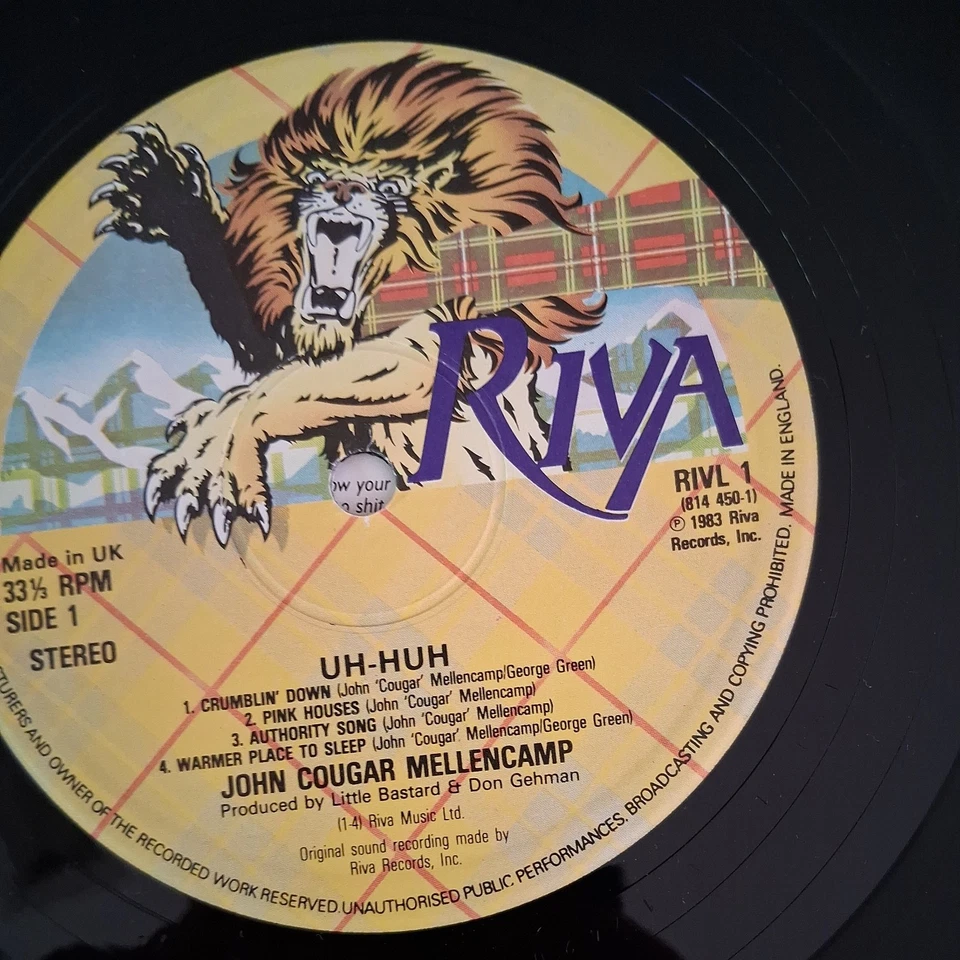 RIVA
ow your
o shit
RIVL 1
(814 450-1)
Ⓟ 1983 Riva
Records, Inc.
Made in UK
33⅓ RPM
SIDE 1
STEREO
UH-HUH
1. CRUMBLIN' DOWN (John 'Cougar' Mellencamp/George Green)
2. PINK HOUSES (John 'Cougar' Mellencamp)
3. AUTHORITY SONG (John 'Cougar' Mellencamp)
4. WARMER PLACE TO SLEEP (John 'Cougar' Mellencamp/George Green)
JOHN COUGAR MELLENCAMP
Produced by Little Bastard & Don Gehman
(1-4) Riva Music Ltd.
Original sound recording made by
Riva Records, Inc.
TURERS AND OWNER OF THE RECORDED WORK RESERVED. UNAUTHORISED PUBLIC PERFORMANCES, BROADCASTING AND COPYING PROHIBITED. MADE IN ENGLAND.